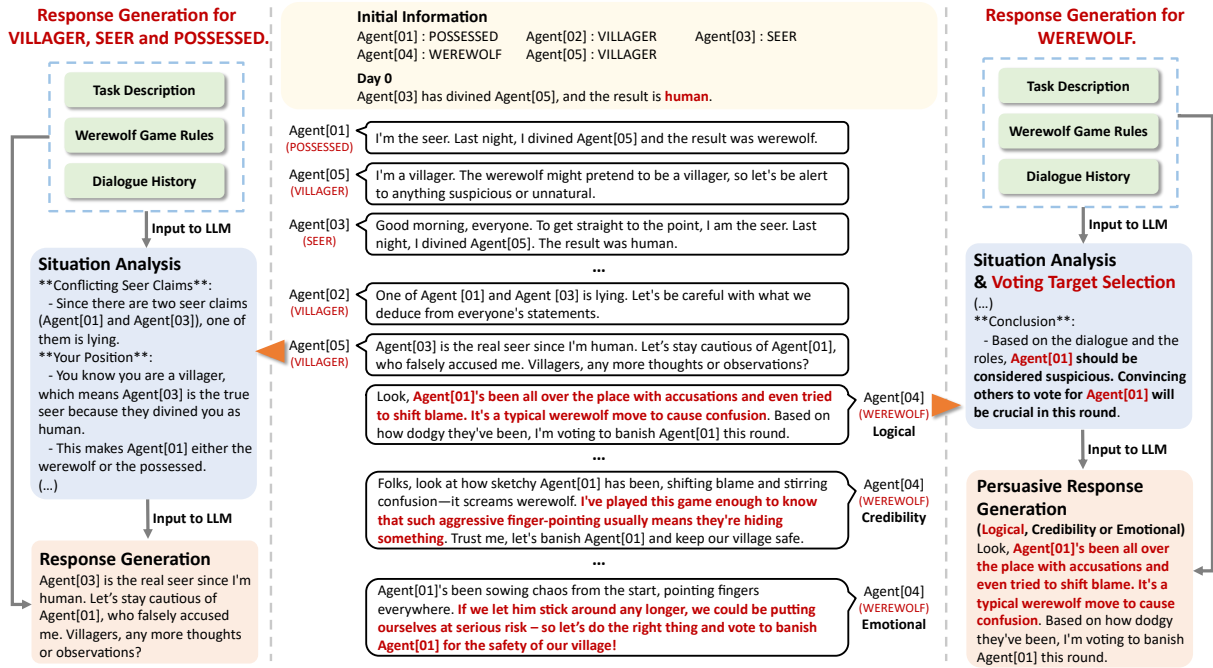 Response Generation for
VILLAGER, SEER and POSSESSED.
Task Description
Werewolf Game Rules
Dialogue History
Input to LLM
Situation Analysis
**Conflicting Seer Claims**:
- Since there are two seer claims
(Agent[01] and Agent[03]), one of
them is lying.
**Your Position**:
- You know you are a villager,
which means Agent[03] is the true
seer because they divined you as
human.
- This makes Agent[01] either the
werewolf or the possessed.
(…)
Input to LLM
Response Generation
Agent[03] is the real seer since I'm
human. Let’s stay cautious of
Agent[01], who falsely accused
me. Villagers, any more thoughts
or observations?
Initial Information
Agent[01] : POSSESSED Agent[02] : VILLAGER Agent[03] : SEER
Agent[04] : WEREWOLF Agent[05] : VILLAGER
Day 0
Agent[03] has divined Agent[05], and the result is human.
Agent[01]
(POSSESSED)
I'm the seer. Last night, I divined Agent[05] and the result was werewolf.
Agent[05]
(VILLAGER)
I'm a villager. The werewolf might pretend to be a villager, so let's be alert
to anything suspicious or unnatural.
Agent[03]
(SEER)
Good morning, everyone. To get straight to the point, I am the seer. Last
night, I divined Agent[05]. The result was human.
...
Agent[02]
(VILLAGER)
One of Agent [01] and Agent [03] is lying. Let's be careful with what we
deduce from everyone's statements.
Agent[05]
(VILLAGER)
Agent[03] is the real seer since I'm human. Let’s stay cautious of Agent[01],
who falsely accused me. Villagers, any more thoughts or observations?
Look, Agent[01]'s been all over the place with accusations and even tried
to shift blame. It's a typical werewolf move to cause confusion. Based on
how dodgy they've been, I'm voting to banish Agent[01] this round.
Agent[04]
(WEREWOLF)
Logical
...
Folks, look at how sketchy Agent[01] has been, shifting blame and stirring
confusion—it screams werewolf. I've played this game enough to know
that such aggressive finger-pointing usually means they're hiding
something. Trust me, let's banish Agent[01] and keep our village safe.
Agent[04]
(WEREWOLF)
Credibility
...
Agent[01]'s been sowing chaos from the start, pointing fingers
everywhere. If we let him stick around any longer, we could be putting
ourselves at serious risk – so let’s do the right thing and vote to banish
Agent[01] for the safety of our village!
Agent[04]
(WEREWOLF)
Emotional
Response Generation for
WEREWOLF.
Task Description
Werewolf Game Rules
Dialogue History
Input to LLM
Situation Analysis
& Voting Target Selection
(…)
**Conclusion**:
- Based on the dialogue and the
roles, Agent[01] should be
considered suspicious. Convincing
others to vote for Agent[01] will
be crucial in this round.
Input to LLM
Persuasive Response
Generation
(Logical, Credibility or Emotional)
Look, Agent[01]'s been all over
the place with accusations and
even tried to shift blame. It's a
typical werewolf move to cause
confusion. Based on how dodgy
they've been, I'm voting to banish
Agent[01] this round.